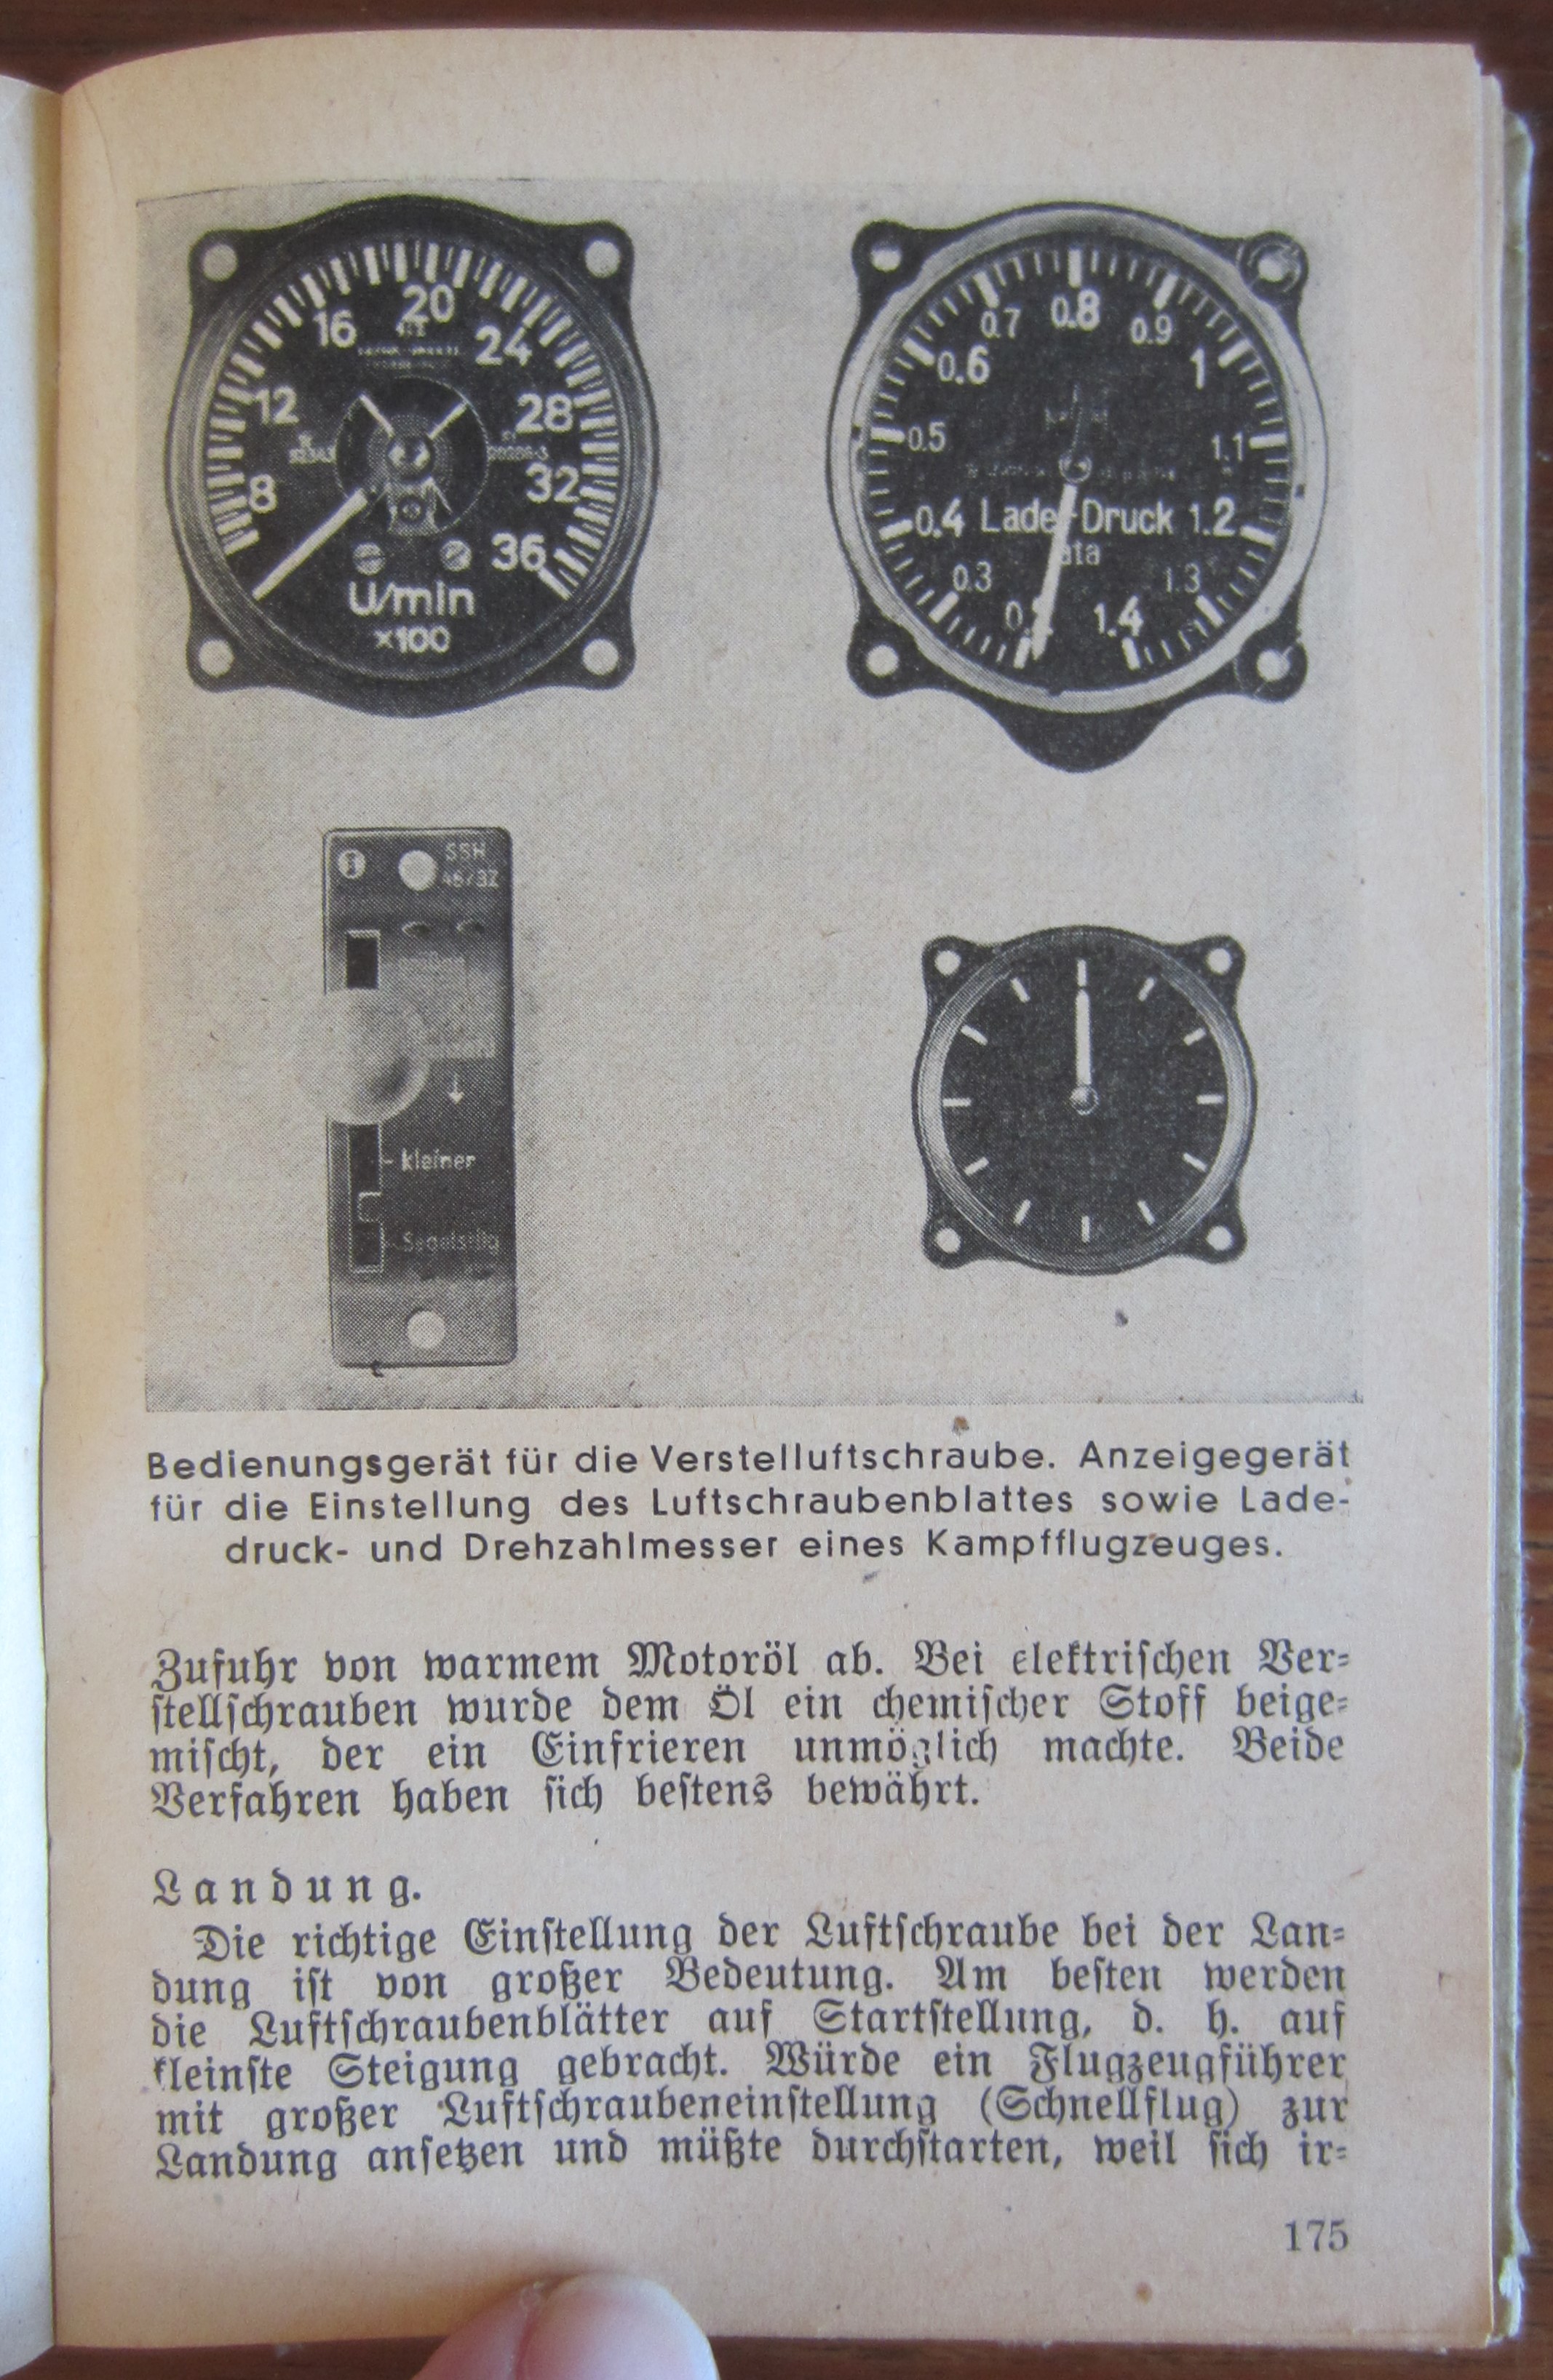 16
20
24
12
28
8
32
36
U/min
×100
0.7
0.8
0.9
0.6
1
0.5
1.1
0.4 Lade-Druck 1.2
ata
0.3
1.3
1.4
SSH
kleiner
Bedienungsgerät für die Verstelluftschraube. Anzeigegerät
für die Einstellung des Luftschraubenblattes sowie Lade-
druck- und Drehzahlmesser eines Kampfflugzeuges.
Zufuhr von warmem Motoröl ab. Bei elektriſchen Ver-
ſtellſchrauben wurde dem Öl ein chemiſcher Stoff beige-
miſcht, der ein Einfrieren unmöglich machte. Beide
Verfahren haben ſich beſtens bewährt.
Landung.
Die richtige Einſtellung der Luftſchraube bei der Lan-
dung iſt von großer Bedeutung. Am beſten werden
die Luftſchraubenblätter auf Startſtellung, d. h. auf
kleinſte Steigung gebracht. Würde ein Flugzeugführer
mit großer Luftſchraubeneinſtellung (Schnellflug) zur
Landung anſetzen und müßte durchſtarten, weil ſich ir-
175